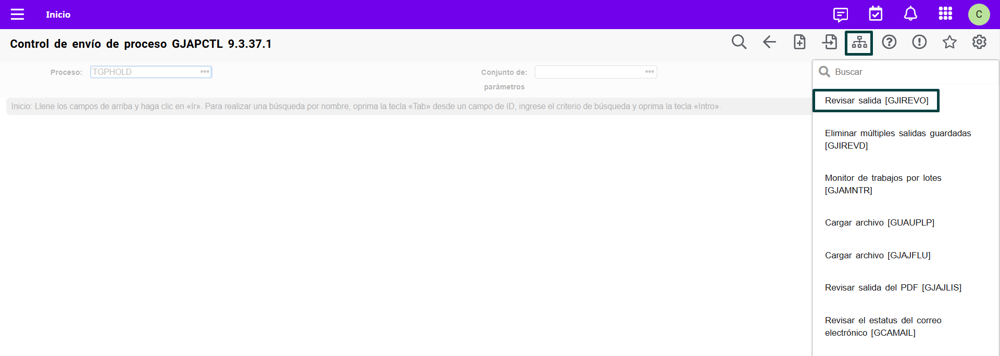 Inicio
C
Control de envío de proceso GJAPCTL 9.3.37.1
Proceso: TGPHOLD
Conjunto de:
parámetros
Inicio: Llene los campos de arriba y haga clic en «Ir». Para realizar una búsqueda por nombre, oprima la tecla «Tab» desde un campo de ID, ingrese el criterio de búsqueda y oprima la tecla «Intro».
Buscar
Revisar salida [GJIREVO]
Eliminar múltiples salidas guardadas
[GJIREVD]
Monitor de trabajos por lotes
[GJAMNTR]
Cargar archivo [GUAUPLP]
Cargar archivo [GJAJFLU]
Revisar salida del PDF [GJAJLIS]
Revisar el estatus del correo
electrónico [GCAMAIL]